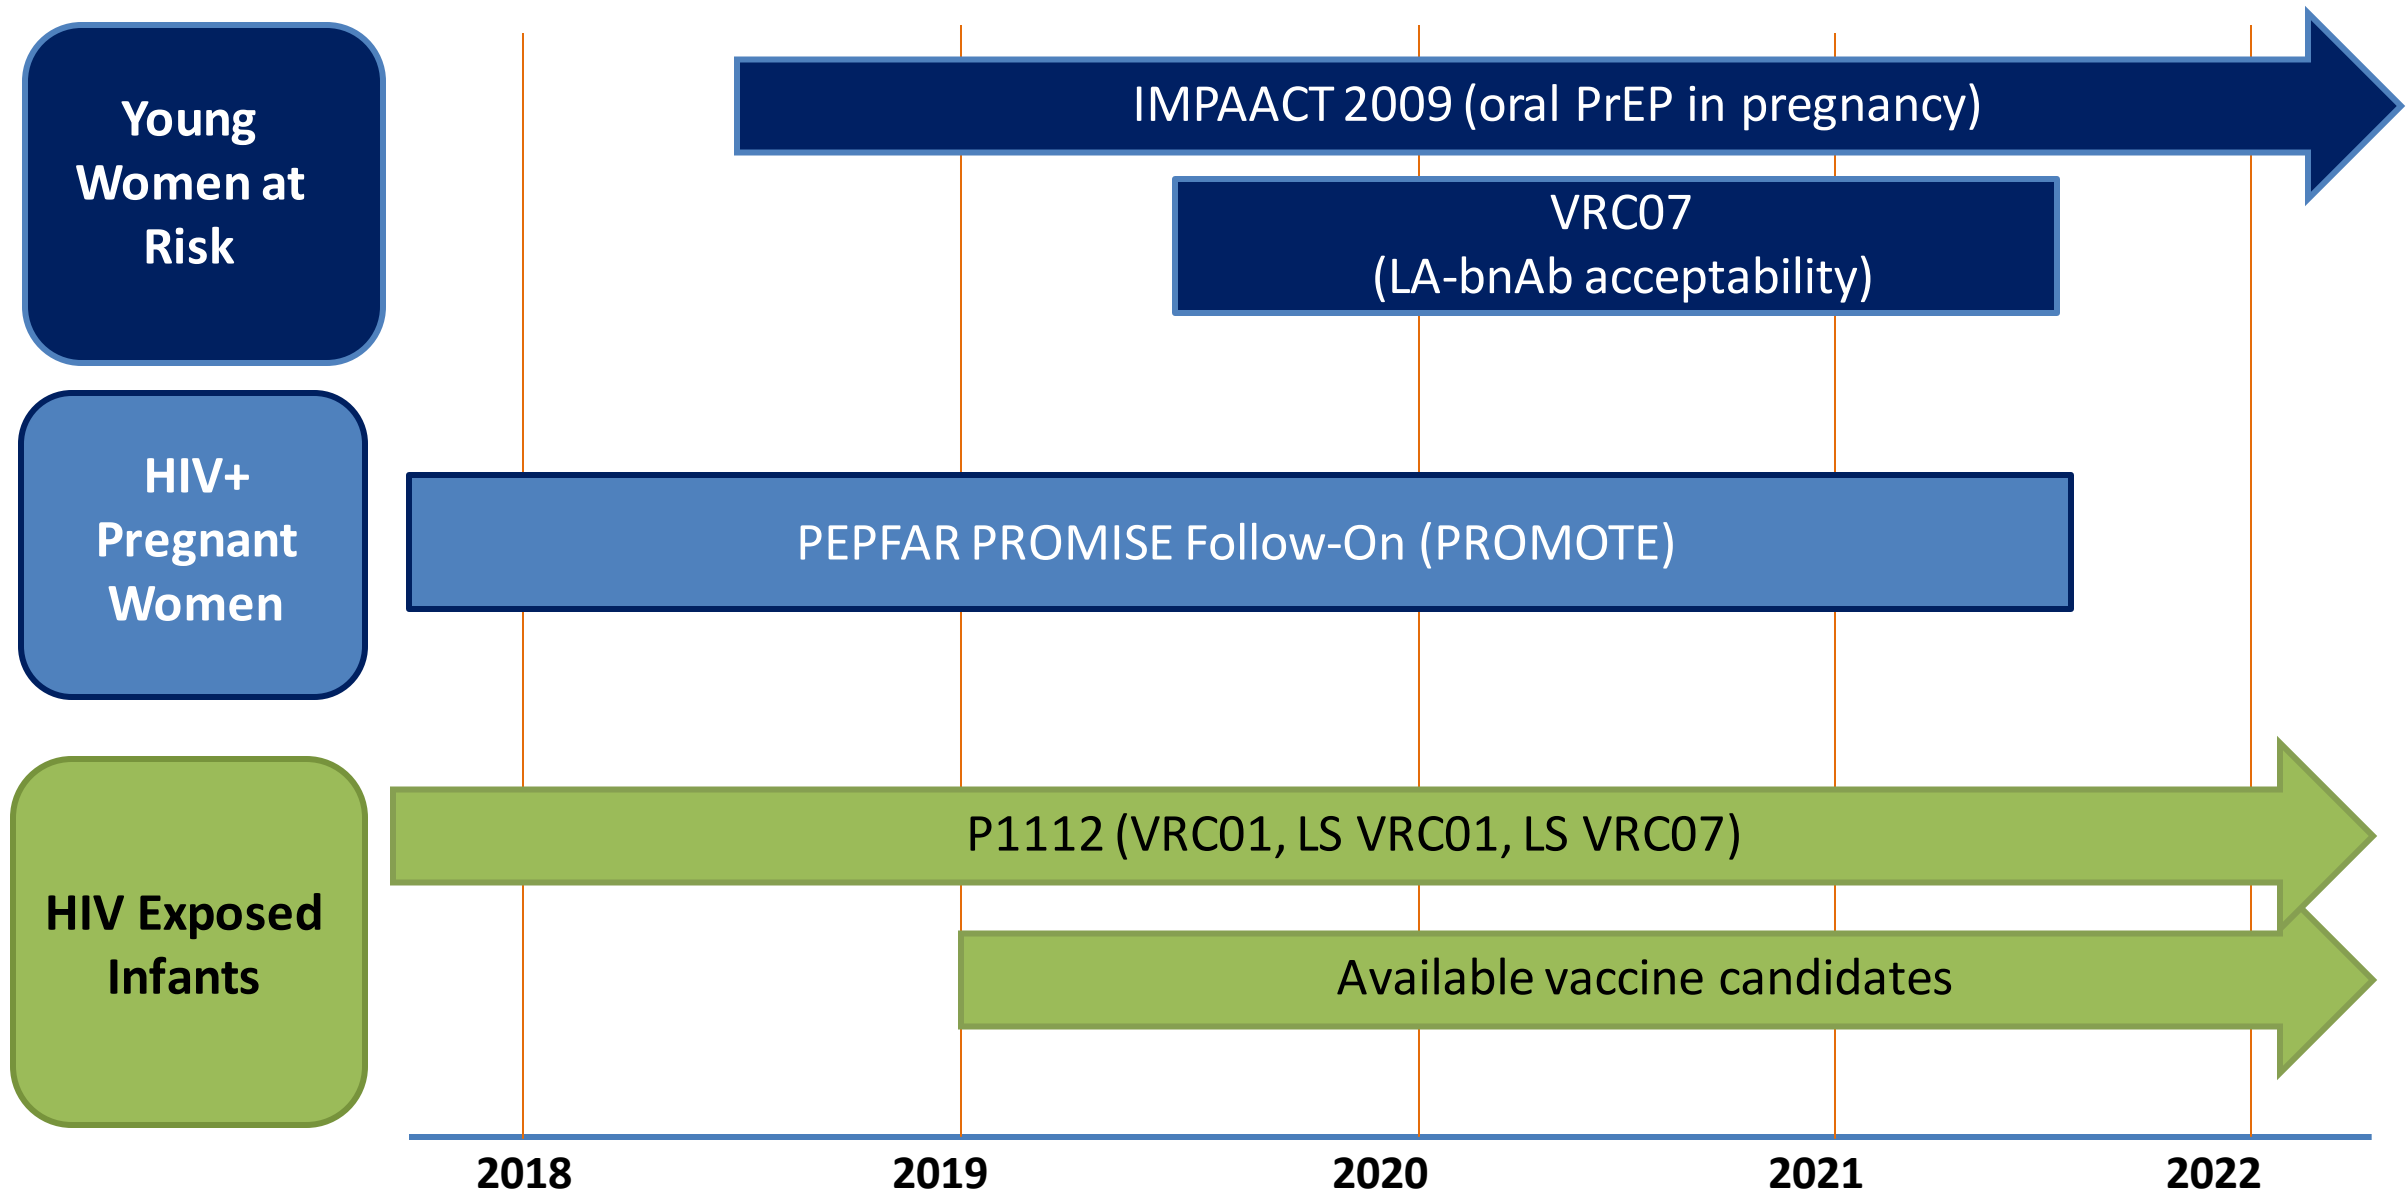 Young
Women at
Risk
IMPAACT 2009 (oral PrEP in pregnancy)
VRC07
(LA-bnAb acceptability)
HIV+
Pregnant
Women
PEPFAR PROMISE Follow-On (PROMOTE)
HIV Exposed
Infants
P1112 (VRC01, LS VRC01, LS VRC07)
Available vaccine candidates
2018 2019 2020 2021 2022